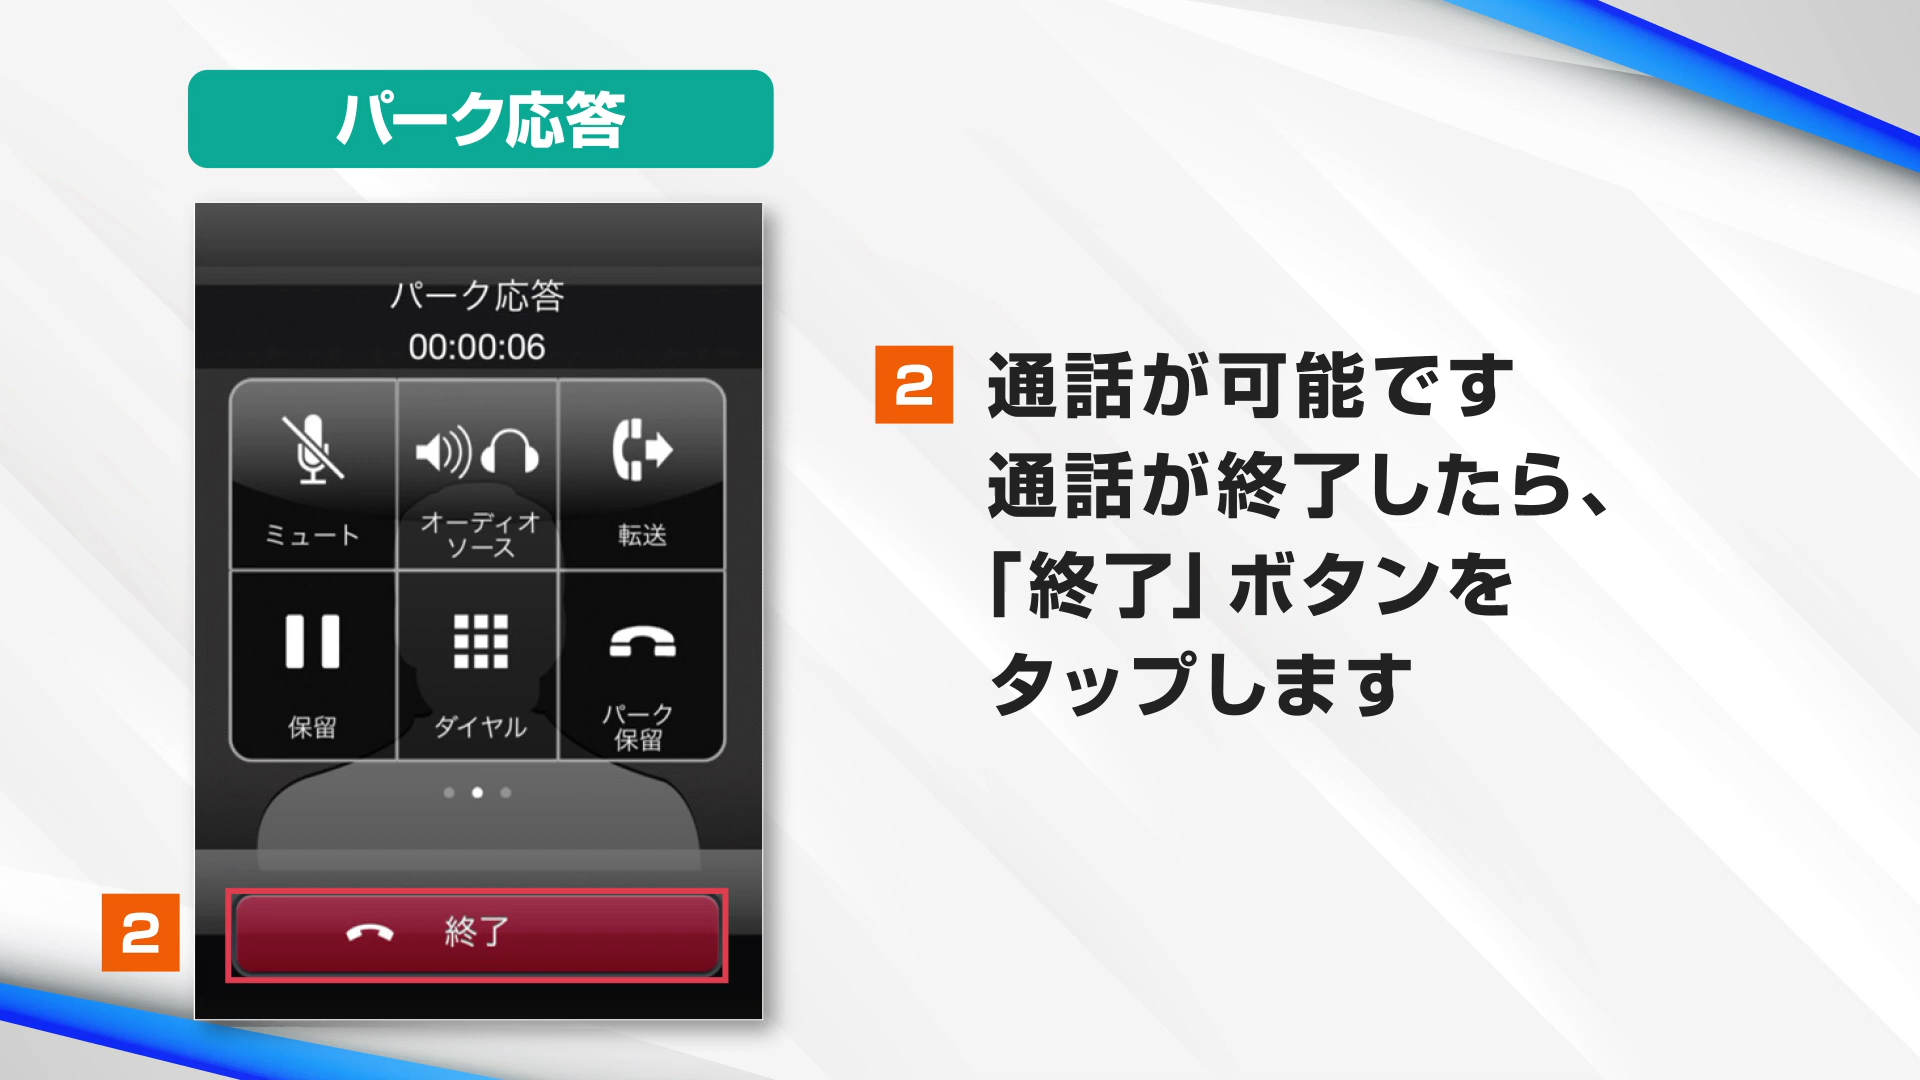 パーク応答
パーク応答
00:00:06
ミュート
オーディオ
ソース
転送
保留
ダイヤル
パーク
保留
2
終了
2
通話が可能です
通話が終了したら、
「終了」ボタンを
タップします